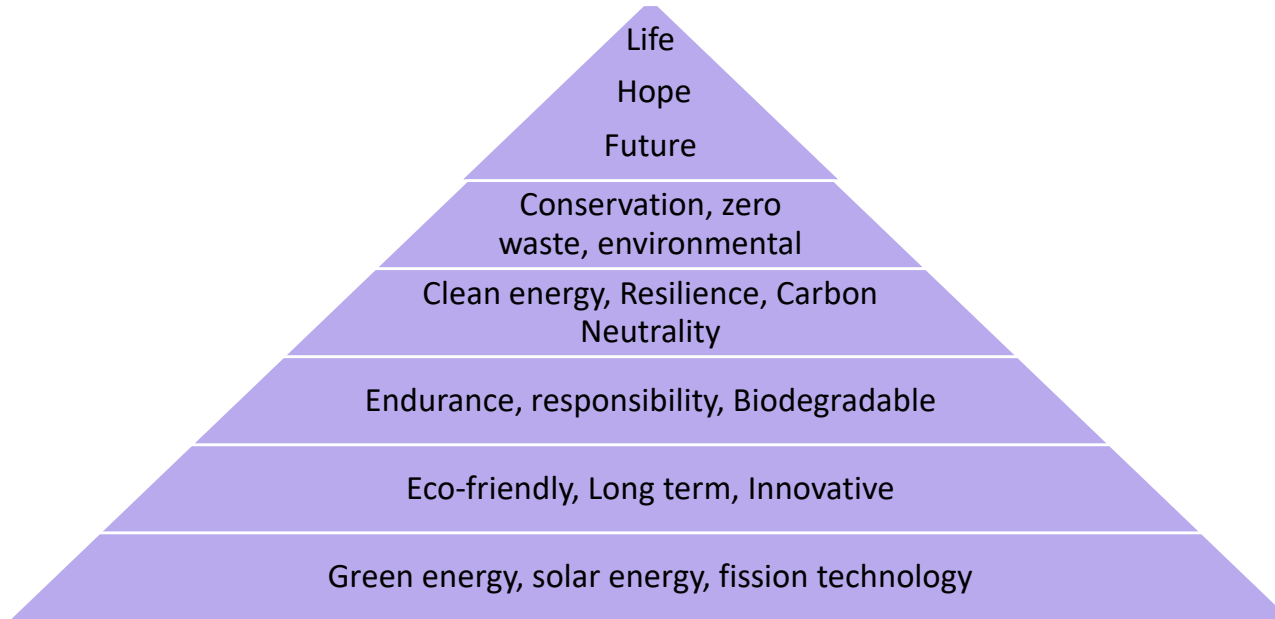 Life
Hope
Future
Conservation, zero
waste, environmental
Clean energy, Resilience, Carbon
Neutrality
Endurance, responsibility, Biodegradable
Eco-friendly, Long term, Innovative
Green energy, solar energy, fission technology